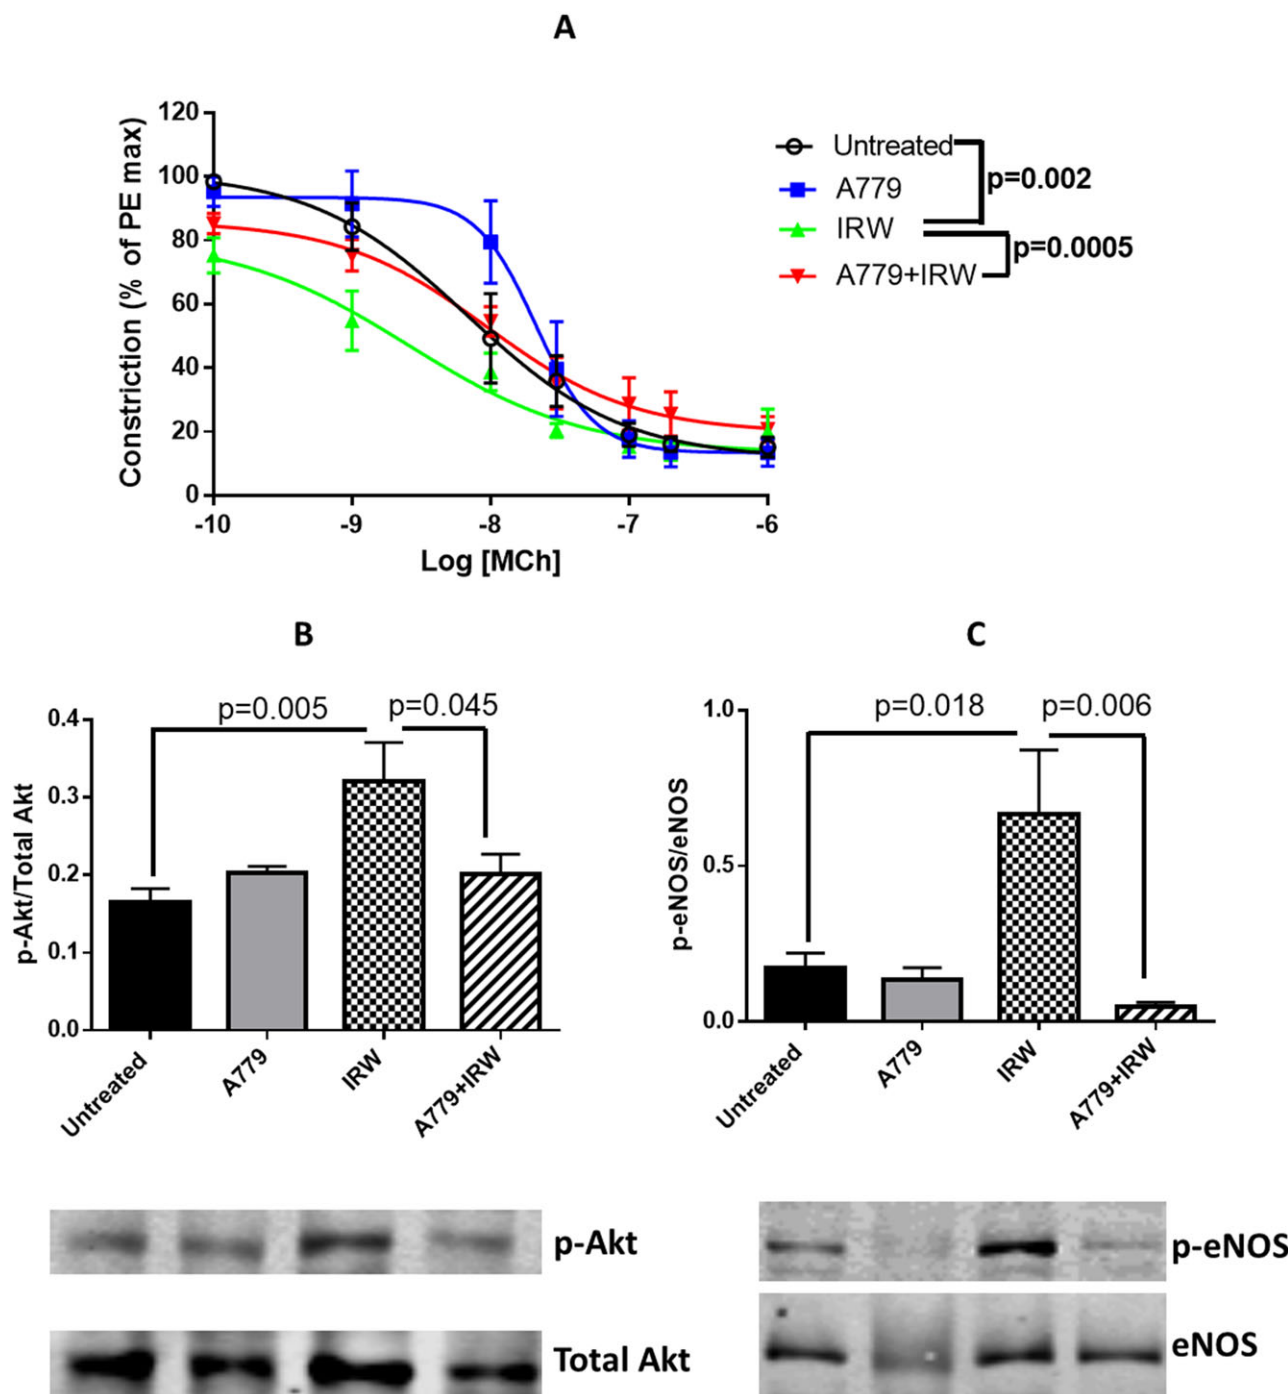 A
120
100
80
60
40
20
0
Constriction (% of PE max)
-10 -9 -8 -7 -6
Log [MCh]
Untreated
A779
IRW
A779+IRW
p=0.002
p=0.0005
B
p=0.005 p=0.045
0.4
0.3
0.2
0.1
0.0
p-Akt/Total Akt
Untreated A779 IRW A779+IRW
p-Akt
Total Akt
C
p=0.018 p=0.006
1.0
0.5
0.0
p-eNOS/eNOS
Untreated A779 IRW A779+IRW
p-eNOS
eNOS